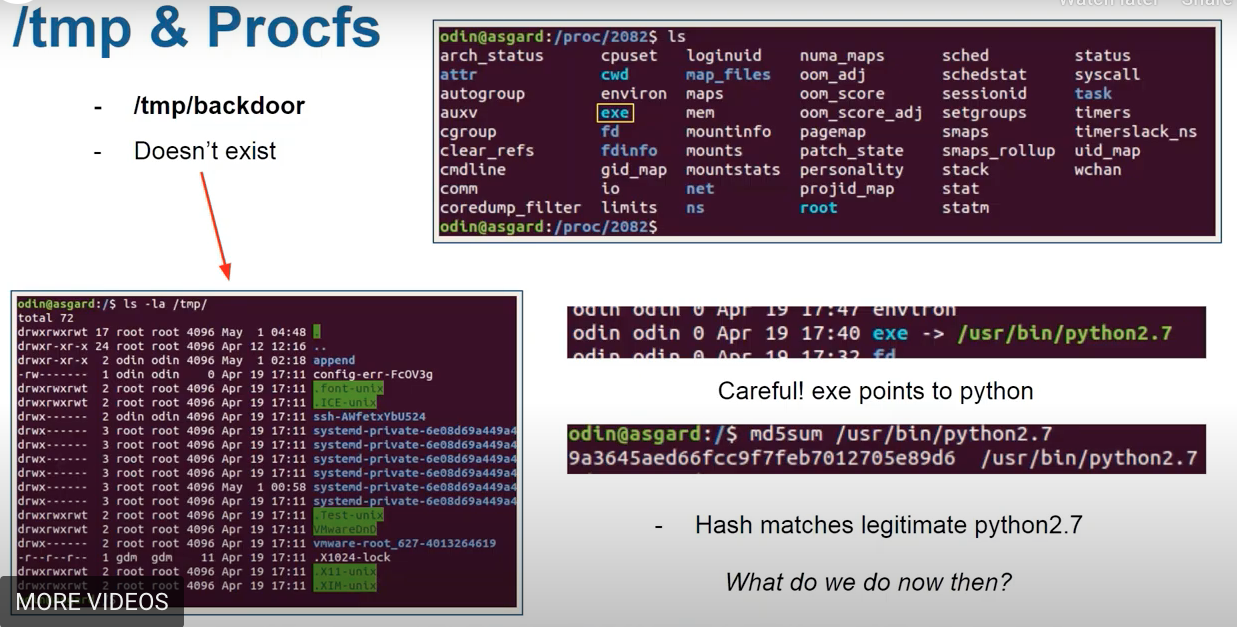 /tmp & Procfs
- /tmp/backdoor
- Doesn't exist
odin@asgard:/proc/2082$ ls
arch_status cpuset loginuid numa_maps sched status
attr cwd map_files oom_adj schedstat syscall
autogroup environ maps oom_score sessionid task
auxv exe mem oom_score_adj setgroups timers
cgroup fd mountinfo pagemap smaps timerslack_ns
clear_refs fdinfo mounts patch_state smaps_rollup uid_map
cmdline gid_map mountstats personality stack wchan
comm io net projid_map stat
coredump_filter limits ns root statm
odin@asgard:/proc/2082$
odin@asgard:/$ ls -la /tmp/
total 72
drwxrwxrwt 17 root root 4096 May 1 04:48 .
drwxr-xr-x 24 root root 4096 Apr 12 12:16 ..
drwxr-xr-x 2 odin odin 4096 May 1 02:18 append
-rw------- 1 odin odin 0 Apr 19 17:11 config-err-FcOV3g
drwxrwxrwt 2 root root 4096 Apr 19 17:11 .font-unix
drwxrwxrwt 2 root root 4096 Apr 19 17:11 .ICE-unix
drwx------ 2 odin odin 4096 Apr 19 17:11 ssh-AWfetxYbU524
drwx------ 3 root root 4096 Apr 19 17:11 systemd-private-6e08d69a449a4
drwx------ 3 root root 4096 Apr 19 17:11 systemd-private-6e08d69a449a4
drwx------ 3 root root 4096 Apr 19 17:11 systemd-private-6e08d69a449a4
drwx------ 3 root root 4096 Apr 19 17:11 systemd-private-6e08d69a449a4
drwx------ 3 root root 4096 May 1 00:58 systemd-private-6e08d69a449a4
drwx------ 3 root root 4096 Apr 19 17:11 systemd-private-6e08d69a449a4
drwxrwxrwt 2 root root 4096 Apr 19 17:11 .Test-unix
drwxrwxrwt 2 root root 4096 Apr 19 17:11 VMwareDnD
drwx------ 2 root root 4096 Apr 19 17:11 vmware-root_627-4013264619
-r--r--r-- 1 gdm gdm 11 Apr 19 17:11 .X1024-lock
drwxrwxrwt 2 root root 4096 Apr 19 17:11 .X11-unix
drwxrwxrwt 2 root root 4096 Apr 19 17:11 .XIM-unix
MORE VIDEOS
odin odin 0 Apr 19 17:47 environ
odin odin 0 Apr 19 17:40 exe -> /usr/bin/python2.7
odin odin 0 Apr 19 17:32 fd
Careful! exe points to python
odin@asgard:/$ md5sum /usr/bin/python2.7
9a3645aed66fcc9f7feb7012705e89d6 /usr/bin/python2.7
- Hash matches legitimate python2.7
What do we do now then?